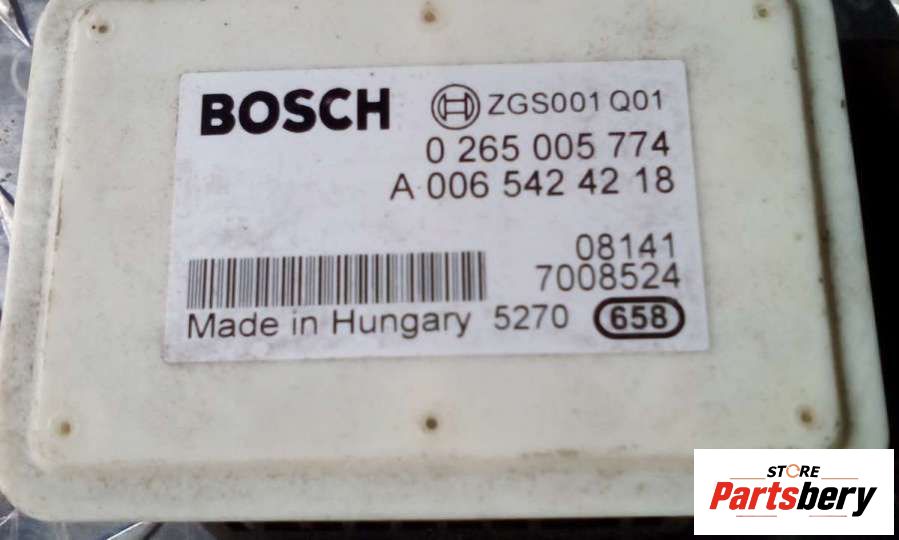 BOSCH ZGS001 Q01
0 265 005 774
A 006 542 42 18
08141
7008524
Made in Hungary 5270 658
STORE
Partsbery